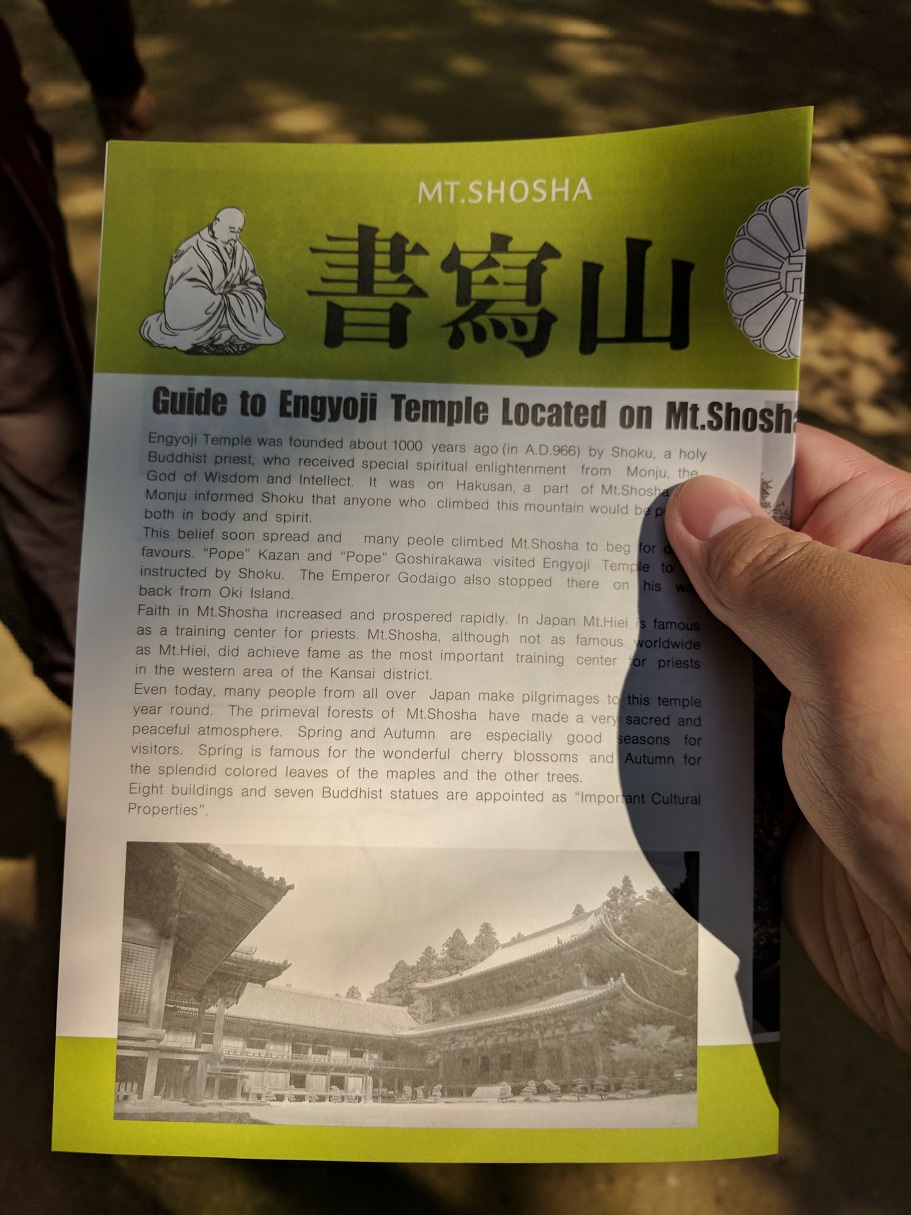 MT.SHOSHA
書寫山
Guide to Engyoji Temple Located on Mt.Shosha
Engyoji Temple was founded about 1000 years ago (in A.D.966) by Shoku, a holy
Buddhist priest, who received special spiritual enlightenment from Monju, the
God of Wisdom and Intellect. It was on Hakusan, a part of Mt.Shosha
Monju informed Shoku that anyone who climbed this mountain would be
both in body and spirit.
This belief soon spread and many peole climbed Mt.Shosha to beg for
favours. “Pope” Kazan and “Pope” Goshirakawa visited Engyoji Temple to
instructed by Shoku. The Emperor Godaigo also stopped there on his
back from Oki Island.
Faith in Mt.Shosha increased and prospered rapidly. In Japan Mt.Hiei is famous
as a training center for priests. Mt.Shosha, although not as famous worldwide
as Mt.Hiei, did achieve fame as the most important training center for priests
in the western area of the Kansai district.
Even today, many people from all over Japan make pilgrimages to this temple
year round. The primeval forests of Mt.Shosha have made a very sacred and
peaceful atmosphere. Spring and Autumn are especially good seasons for
visitors. Spring is famous for the wonderful cherry blossoms and Autumn for
the splendid colored leaves of the maples and the other trees.
Eight buildings and seven Buddhist statues are appointed as “Important Cultural
Properties”.